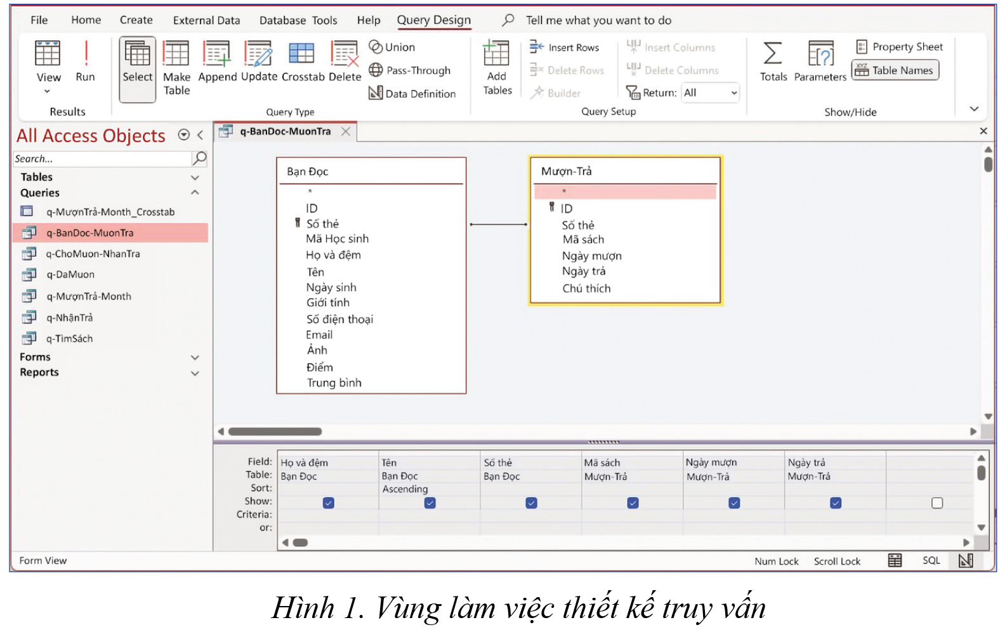 File Home Create External Data Database Tools Help Query Design Tell me what you want to do
View Run Select Make Table Append Update Crosstab Delete
Union
Pass-Through
Data Definition
Add Tables
Insert Rows
Delete Rows
Builder
Insert Columns
Delete Columns
Return: All
Totals Parameters
Property Sheet
Table Names
Results Query Type Query Setup Show/Hide
All Access Objects
Search...
Tables
Queries
q-MượnTrả-Month_Crosstab
q-BanDoc-MuonTra
q-ChoMuon-NhanTra
q-DaMuon
q-MượnTrả-Month
q-NhậnTrả
q-TìmSách
Forms
Reports
q-BanDoc-MuonTra
Bạn Đọc
*
ID
Số thẻ
Mã Học sinh
Họ và đệm
Tên
Ngày sinh
Giới tính
Số điện thoại
Email
Ảnh
Điểm
Trung bình
Mượn-Trả
*
ID
Số thẻ
Mã sách
Ngày mượn
Ngày trả
Chú thích
Field: Họ và đệm Tên Số thẻ Mã sách Ngày mượn Ngày trả
Table: Bạn Đọc Bạn Đọc Bạn Đọc Mượn-Trả Mượn-Trả Mượn-Trả
Sort: Ascending
Show:
Criteria:
or:
Form View Num Lock Scroll Lock SQL
Hình 1. Vùng làm việc thiết kế truy vấn